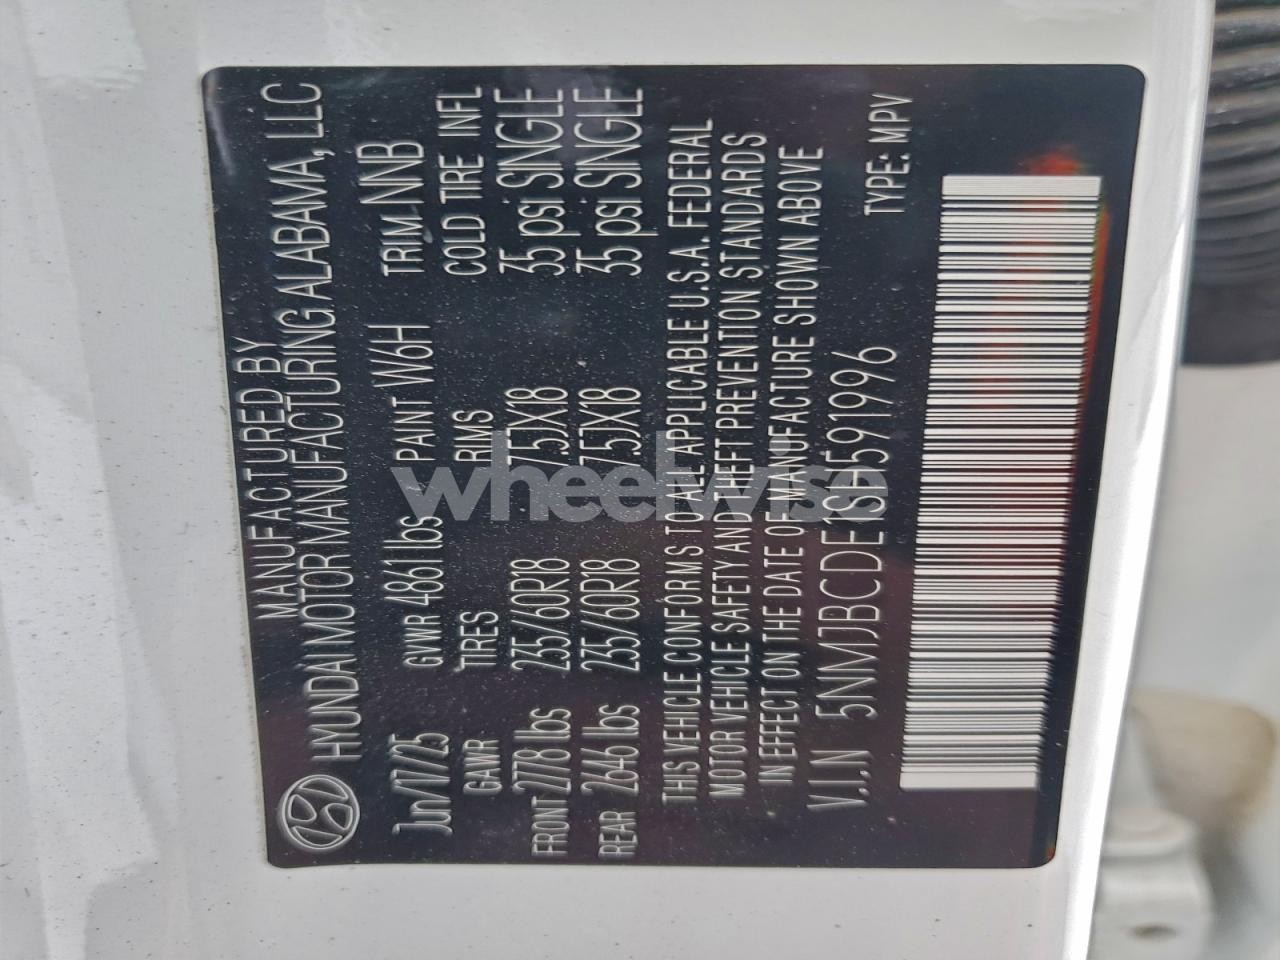 MANUFACTURED BY
HYUNDAI MOTOR MANUFACTURING ALABAMA, LLC
Jun/17/25 GVWR 4861 lbs PAINT W6H TRIM NNB
GAWR TIRES RIMS COLD TIRE INFL
FRONT 2778 lbs 235/60R18 7.5JX18 35 psi SINGLE
REAR 2646 lbs 235/60R18 7.5JX18 35 psi SINGLE
THIS VEHICLE CONFORMS TO ALL APPLICABLE U.S.A. FEDERAL
MOTOR VEHICLE SAFETY AND THEFT PREVENTION STANDARDS
IN EFFECT ON THE DATE OF MANUFACTURE SHOWN ABOVE
V.I.N 5NMJBCDE1SH591996 TYPE: MPV
wheelwise